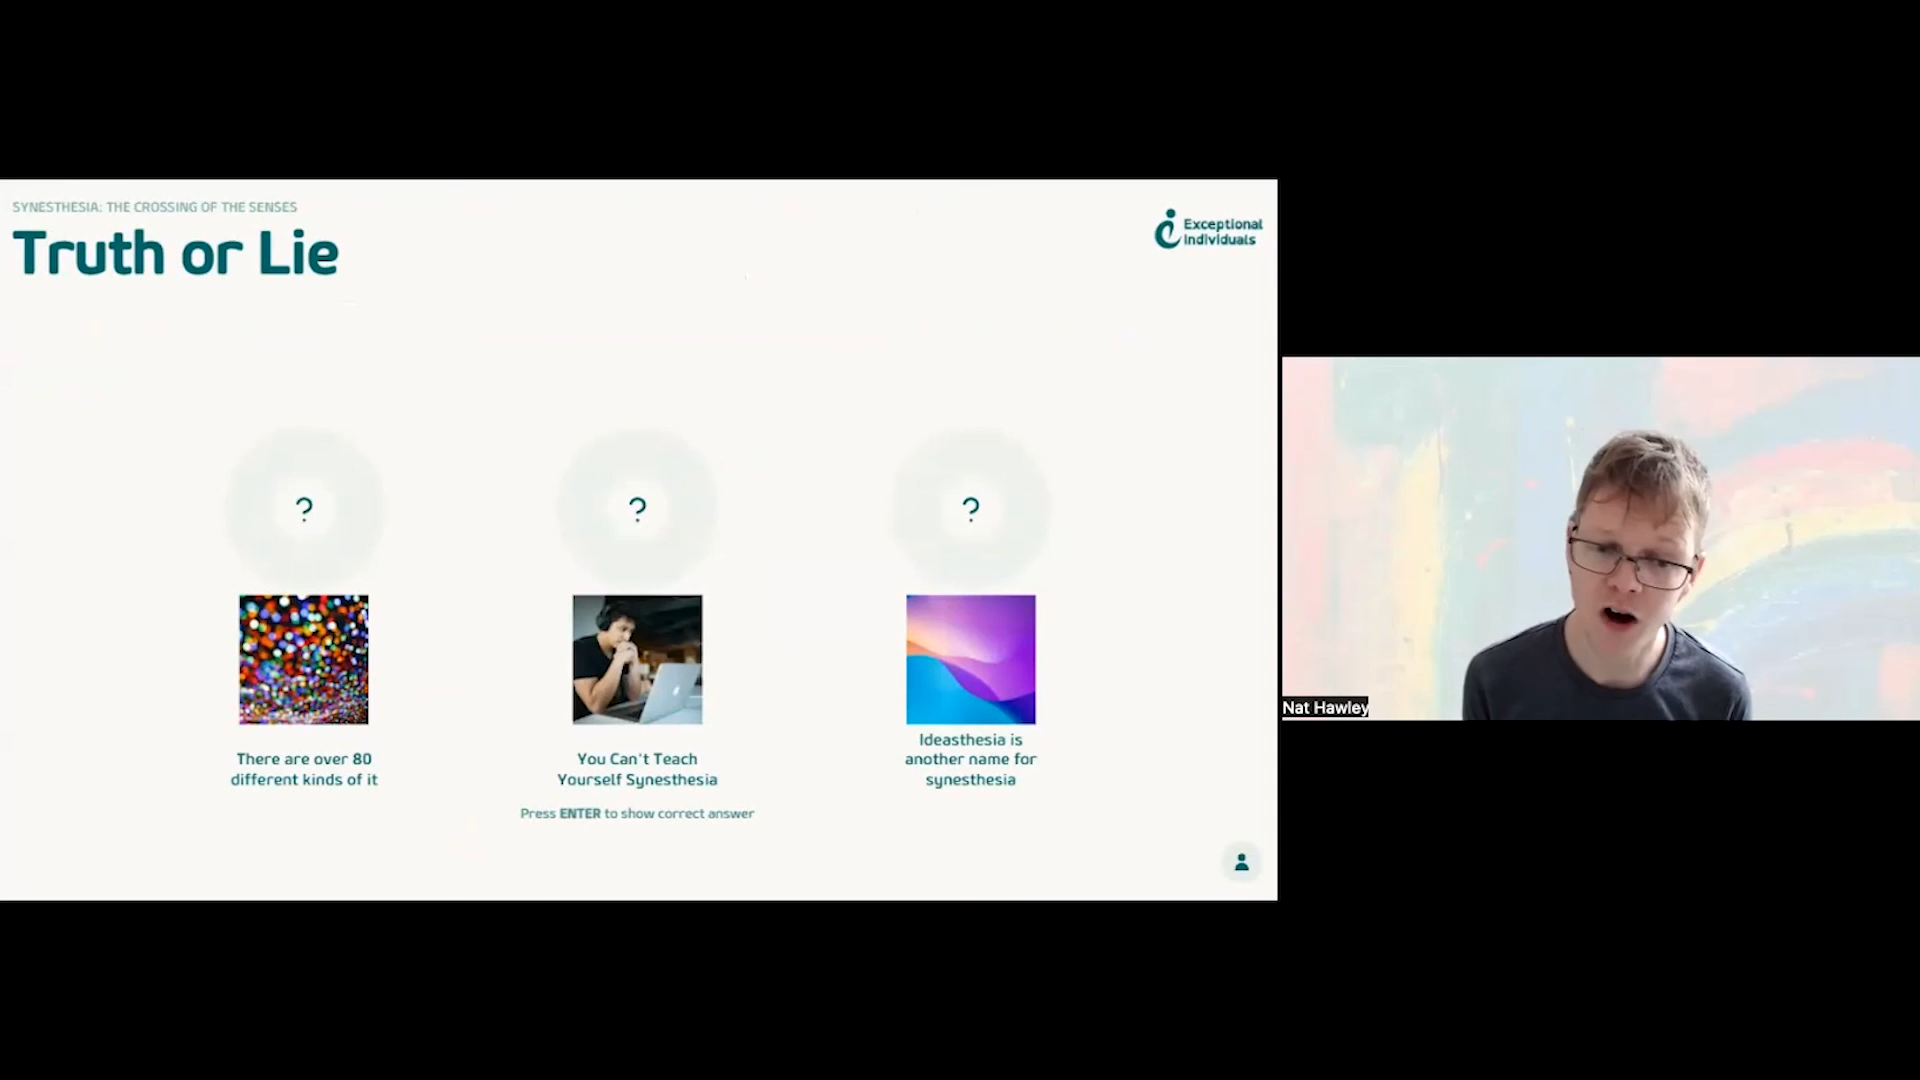 SYNESTHESIA: THE CROSSING OF THE SENSES
Truth or Lie
Exceptional
Individuals
?
?
?
There are over 80
different kinds of it
You Can't Teach
Yourself Synesthesia
Ideasthesia is
another name for
synesthesia
Press ENTER to show correct answer
Nat Hawley